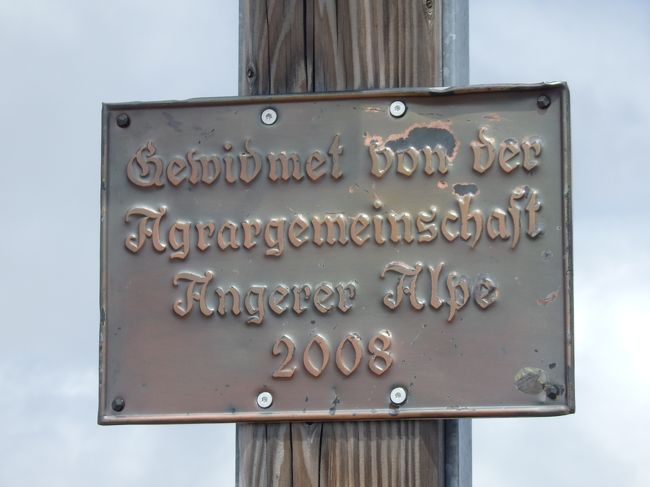 Gewidmet von der
Agrargemeinschaft
Angerer Alpe
2008